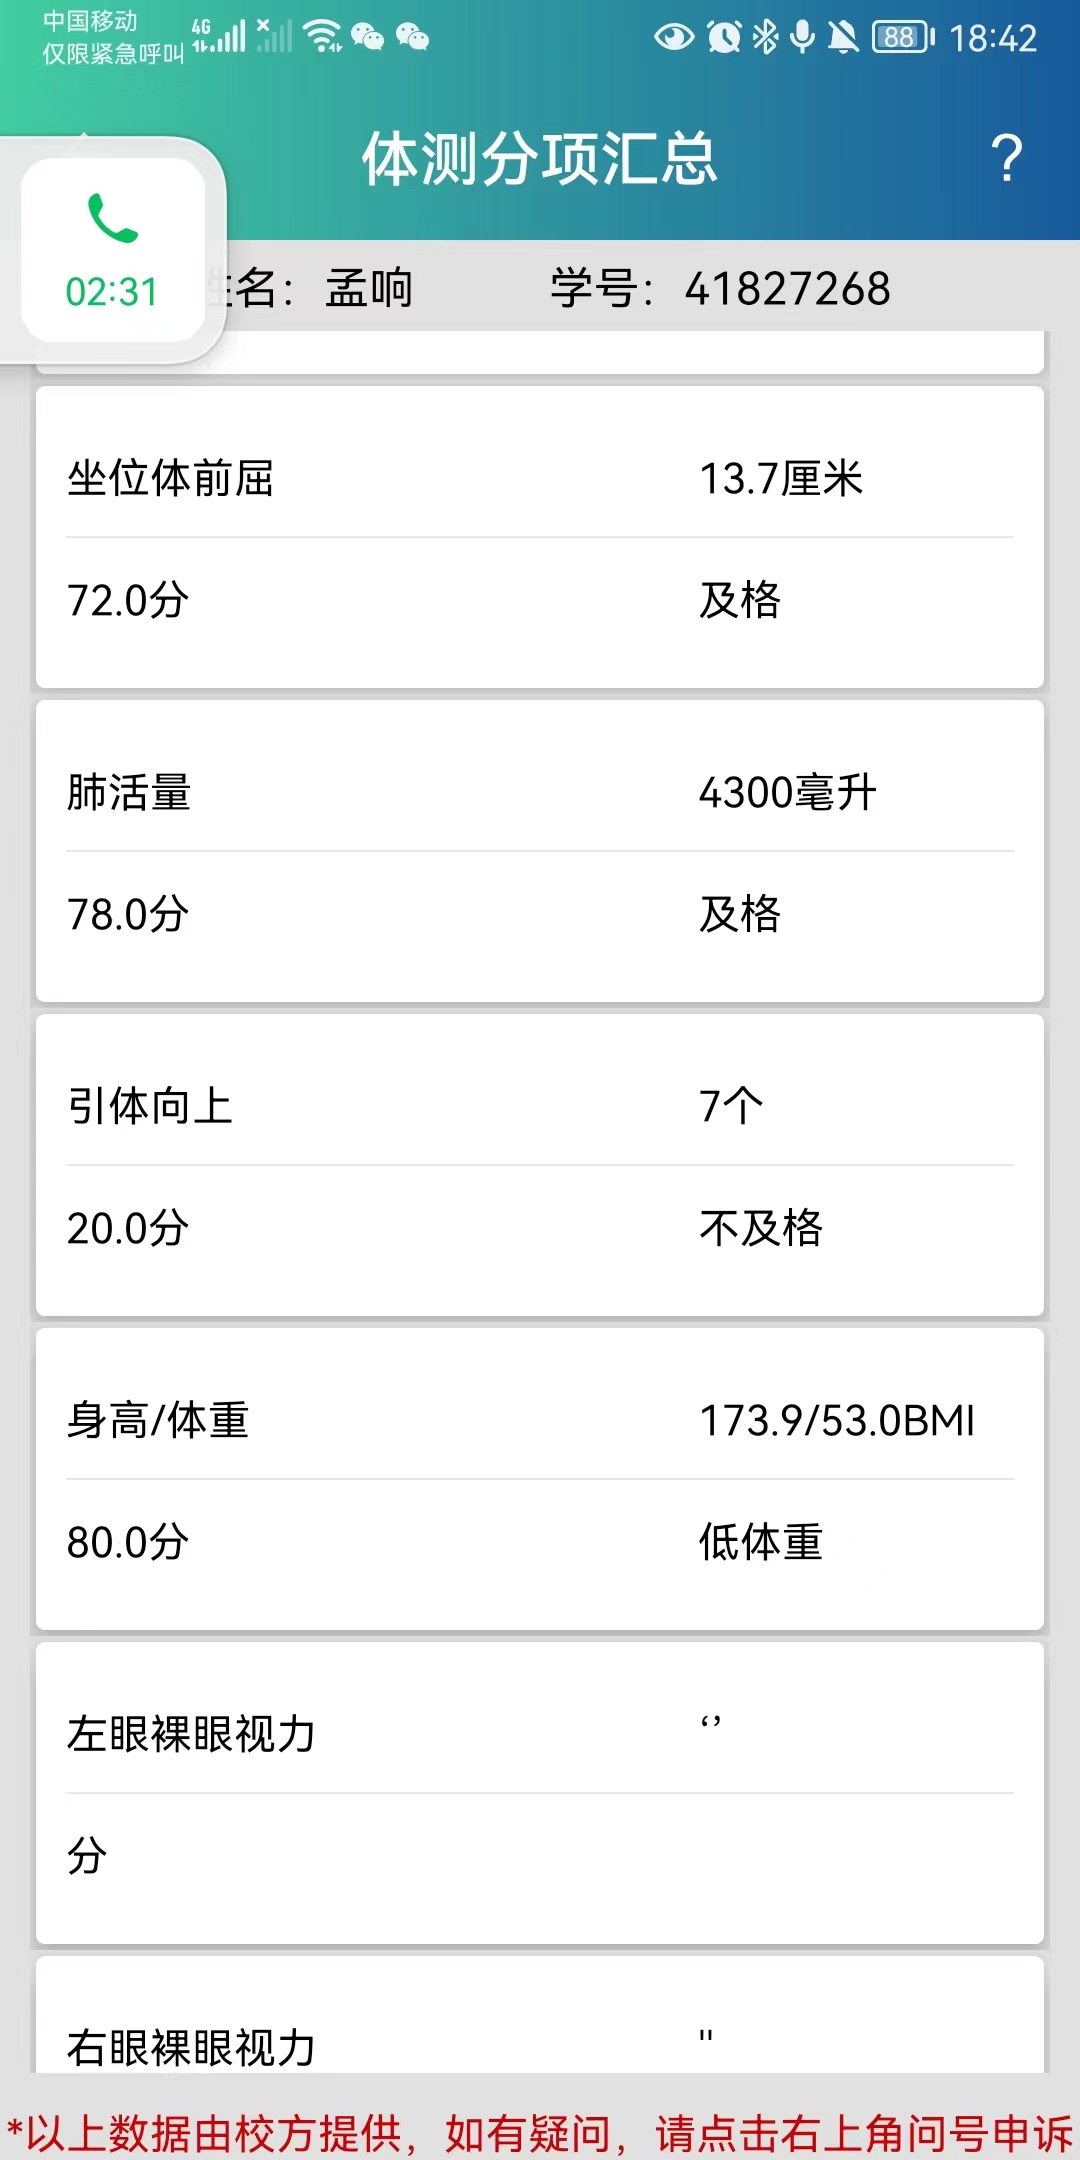 中国移动
仅限紧急呼叫
4G
88
18:42
体测分项汇总
?
02:31
姓名：孟响 学号：41827268
坐位体前屈 13.7厘米
72.0分 及格
肺活量 4300毫升
78.0分 及格
引体向上 7个
20.0分 不及格
身高/体重 173.9/53.0BMI
80.0分 低体重
左眼裸眼视力 ‘’
分
右眼裸眼视力 "
*以上数据由校方提供，如有疑问，请点击右上角问号申诉